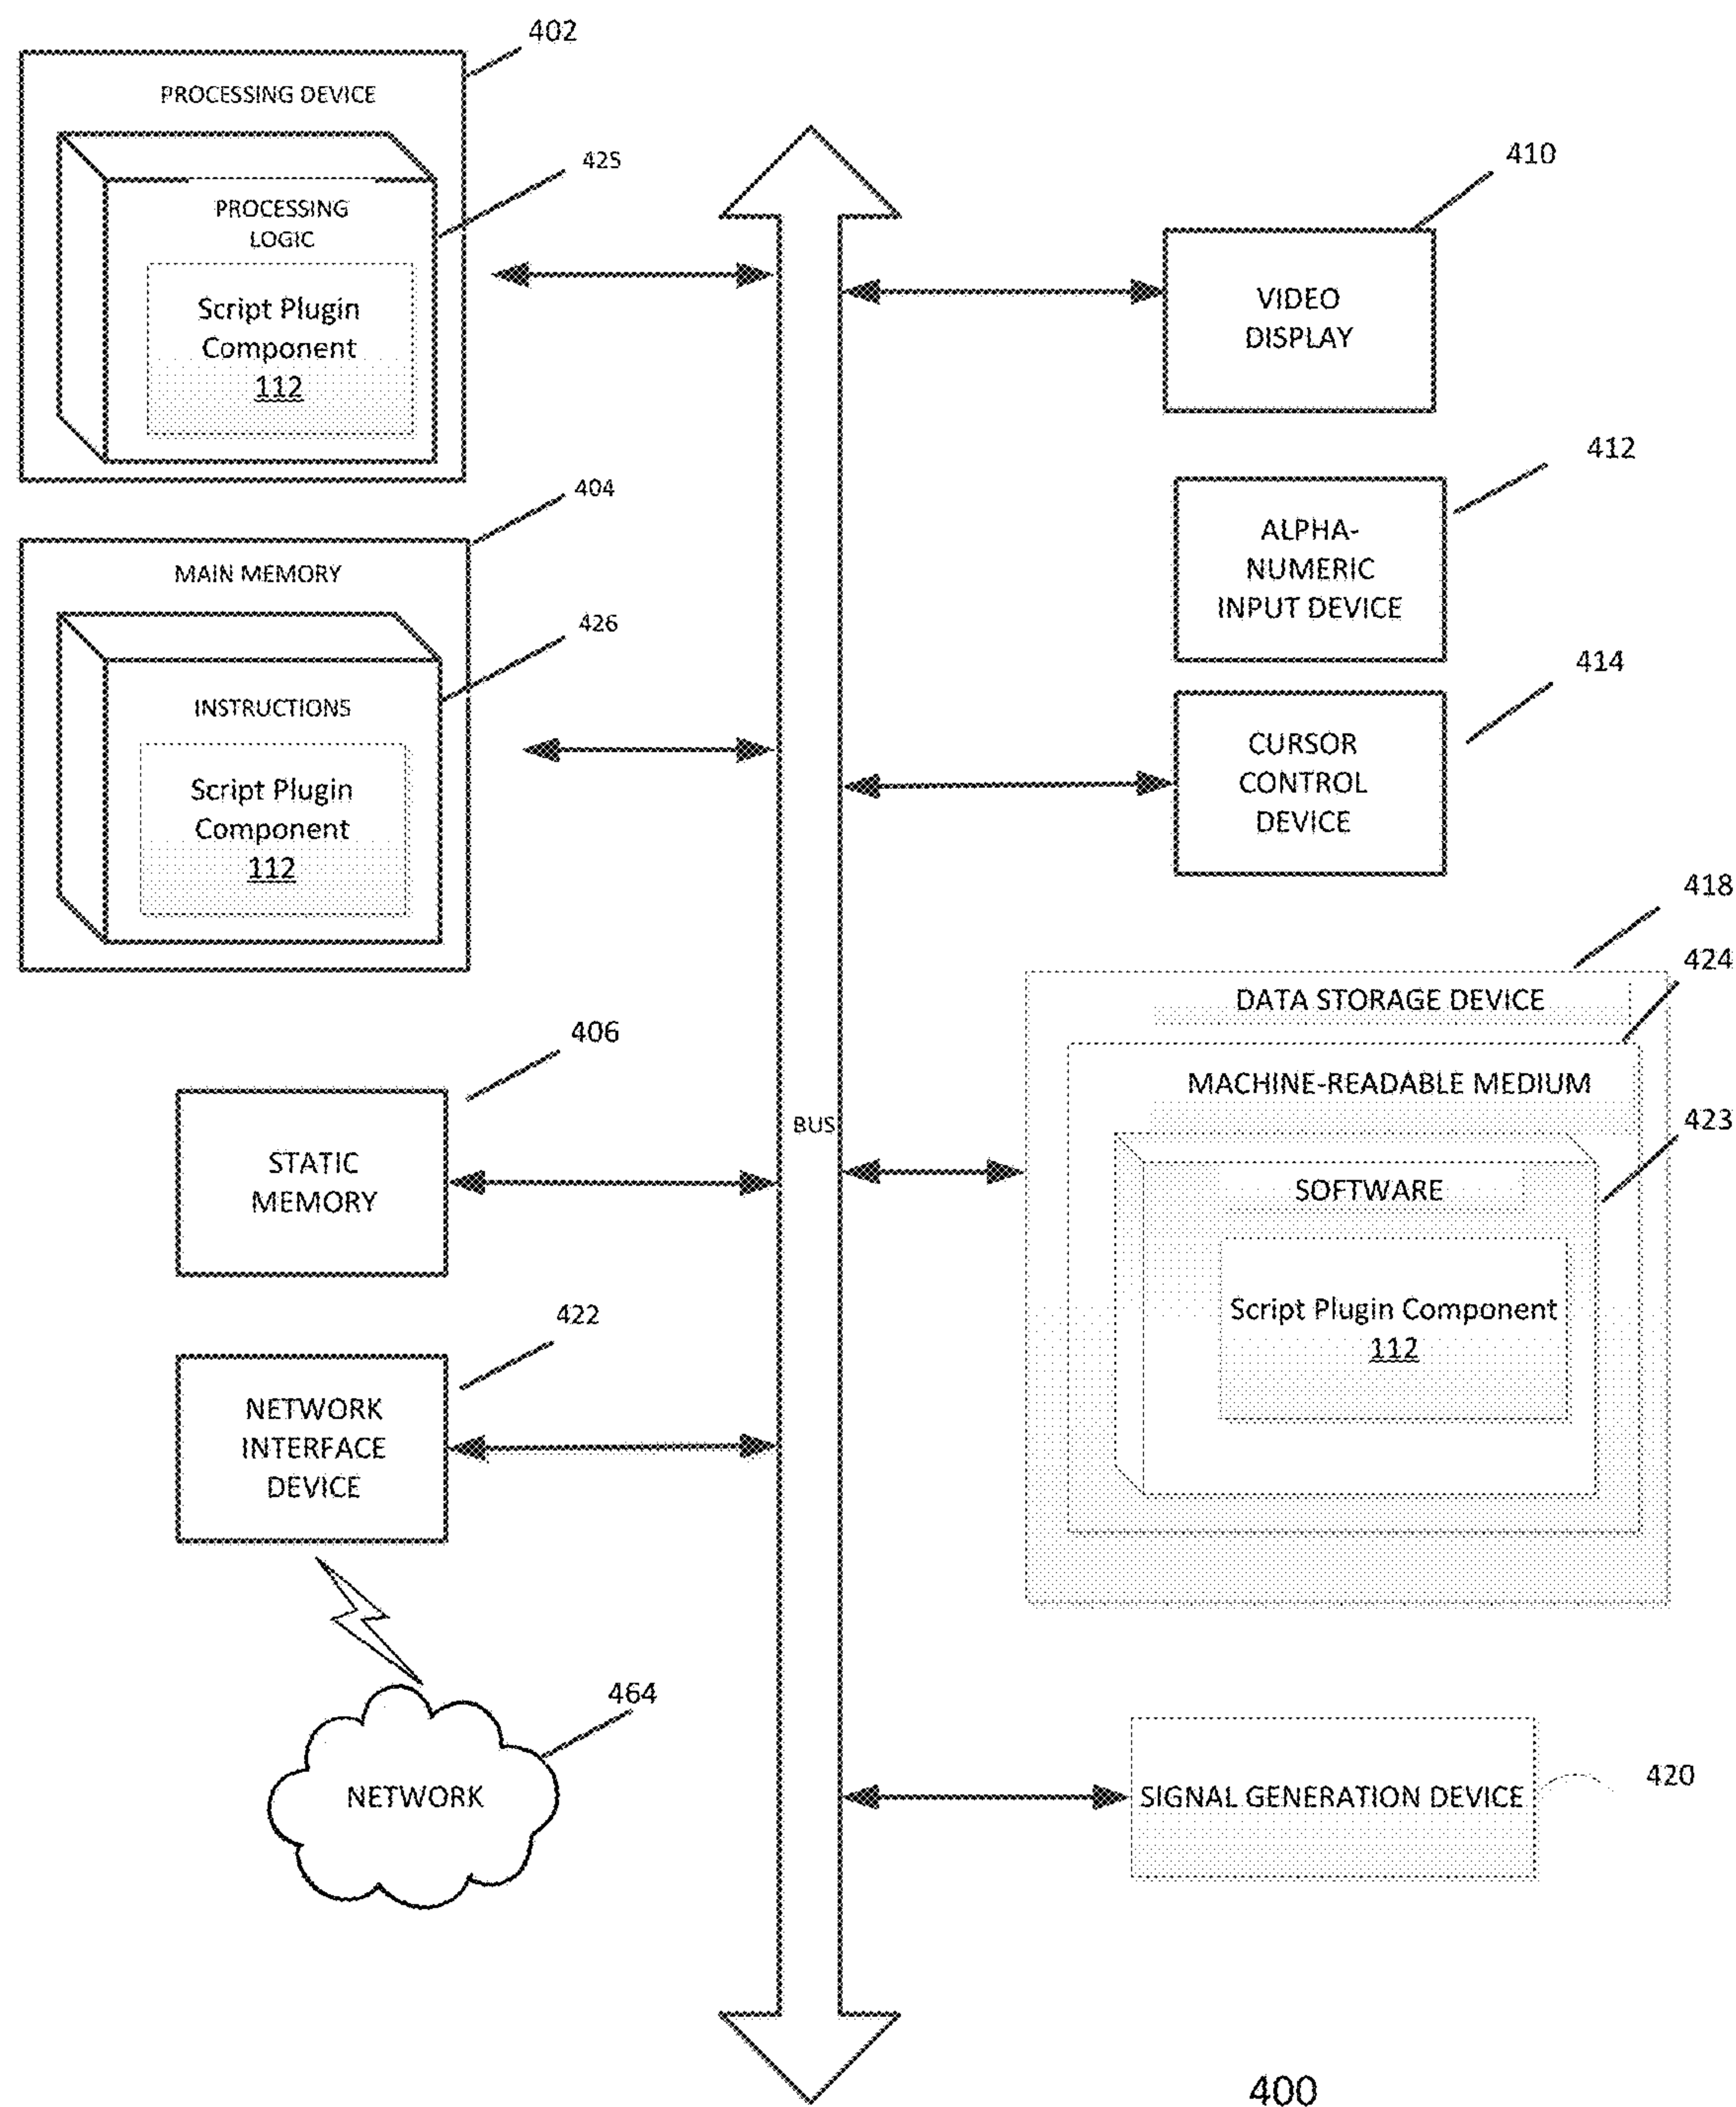 402
PROCESSING DEVICE
425
PROCESSING
LOGIC
Script Plugin
Component
112
404
MAIN MEMORY
426
INSTRUCTIONS
Script Plugin
Component
112
406
STATIC
MEMORY
422
NETWORK
INTERFACE
DEVICE
464
NETWORK
BUS
410
VIDEO
DISPLAY
412
ALPHA-
NUMERIC
INPUT DEVICE
414
CURSOR
CONTROL
DEVICE
418
DATA STORAGE DEVICE
424
MACHINE-READABLE MEDIUM
423
SOFTWARE
Script Plugin Component
112
SIGNAL GENERATION DEVICE
420
400